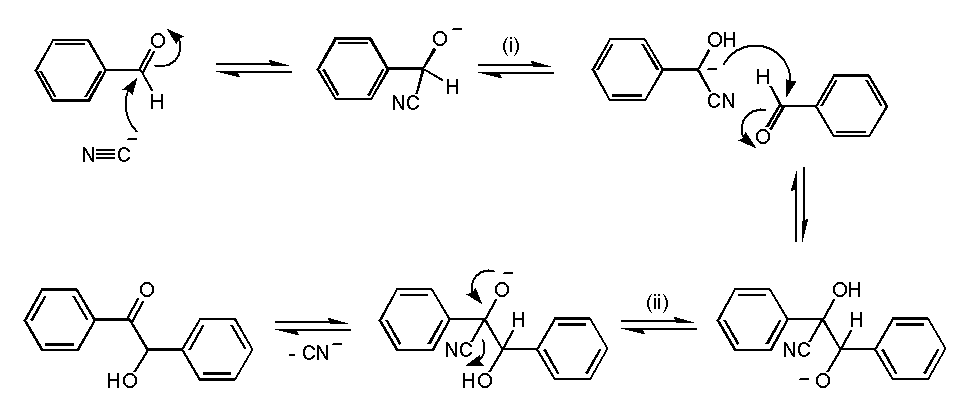 O
H
N≡C⁻
O⁻
H
NC
(i)
OH
⁻
CN
H
O
O
HO
- CN⁻
O⁻
H
NC
HO
(ii)
OH
H
NC
⁻O